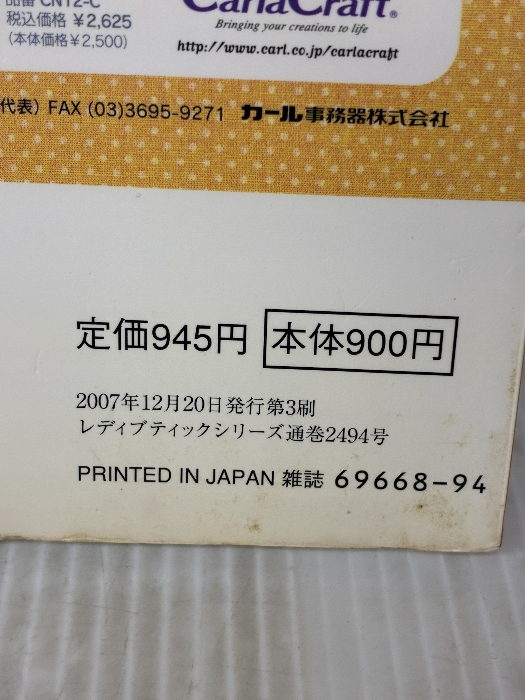 品番 CN12-C
税込価格 ¥2,625
(本体価格¥2,500)
CarlaCraft®
Bringing your creations to life
http://www.carl.co.jp/carlacraft
代表) FAX (03)3695-9271 カール事務器株式会社
定価945円 本体900円
2007年12月20日発行第3刷
レディブティックシリーズ通巻2494号
PRINTED IN JAPAN 雑誌 69668-94